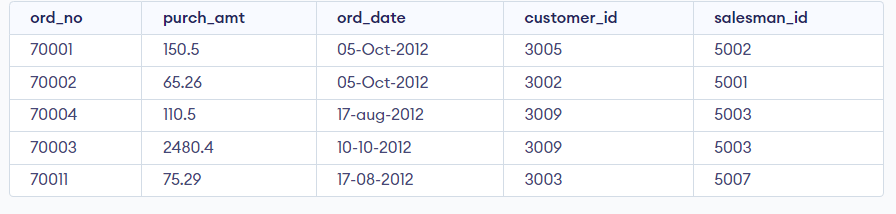 ord_no purch_amt ord_date customer_id salesman_id
70001 150.5 05-Oct-2012 3005 5002
70002 65.26 05-Oct-2012 3002 5001
70004 110.5 17-aug-2012 3009 5003
70003 2480.4 10-10-2012 3009 5003
70011 75.29 17-08-2012 3003 5007